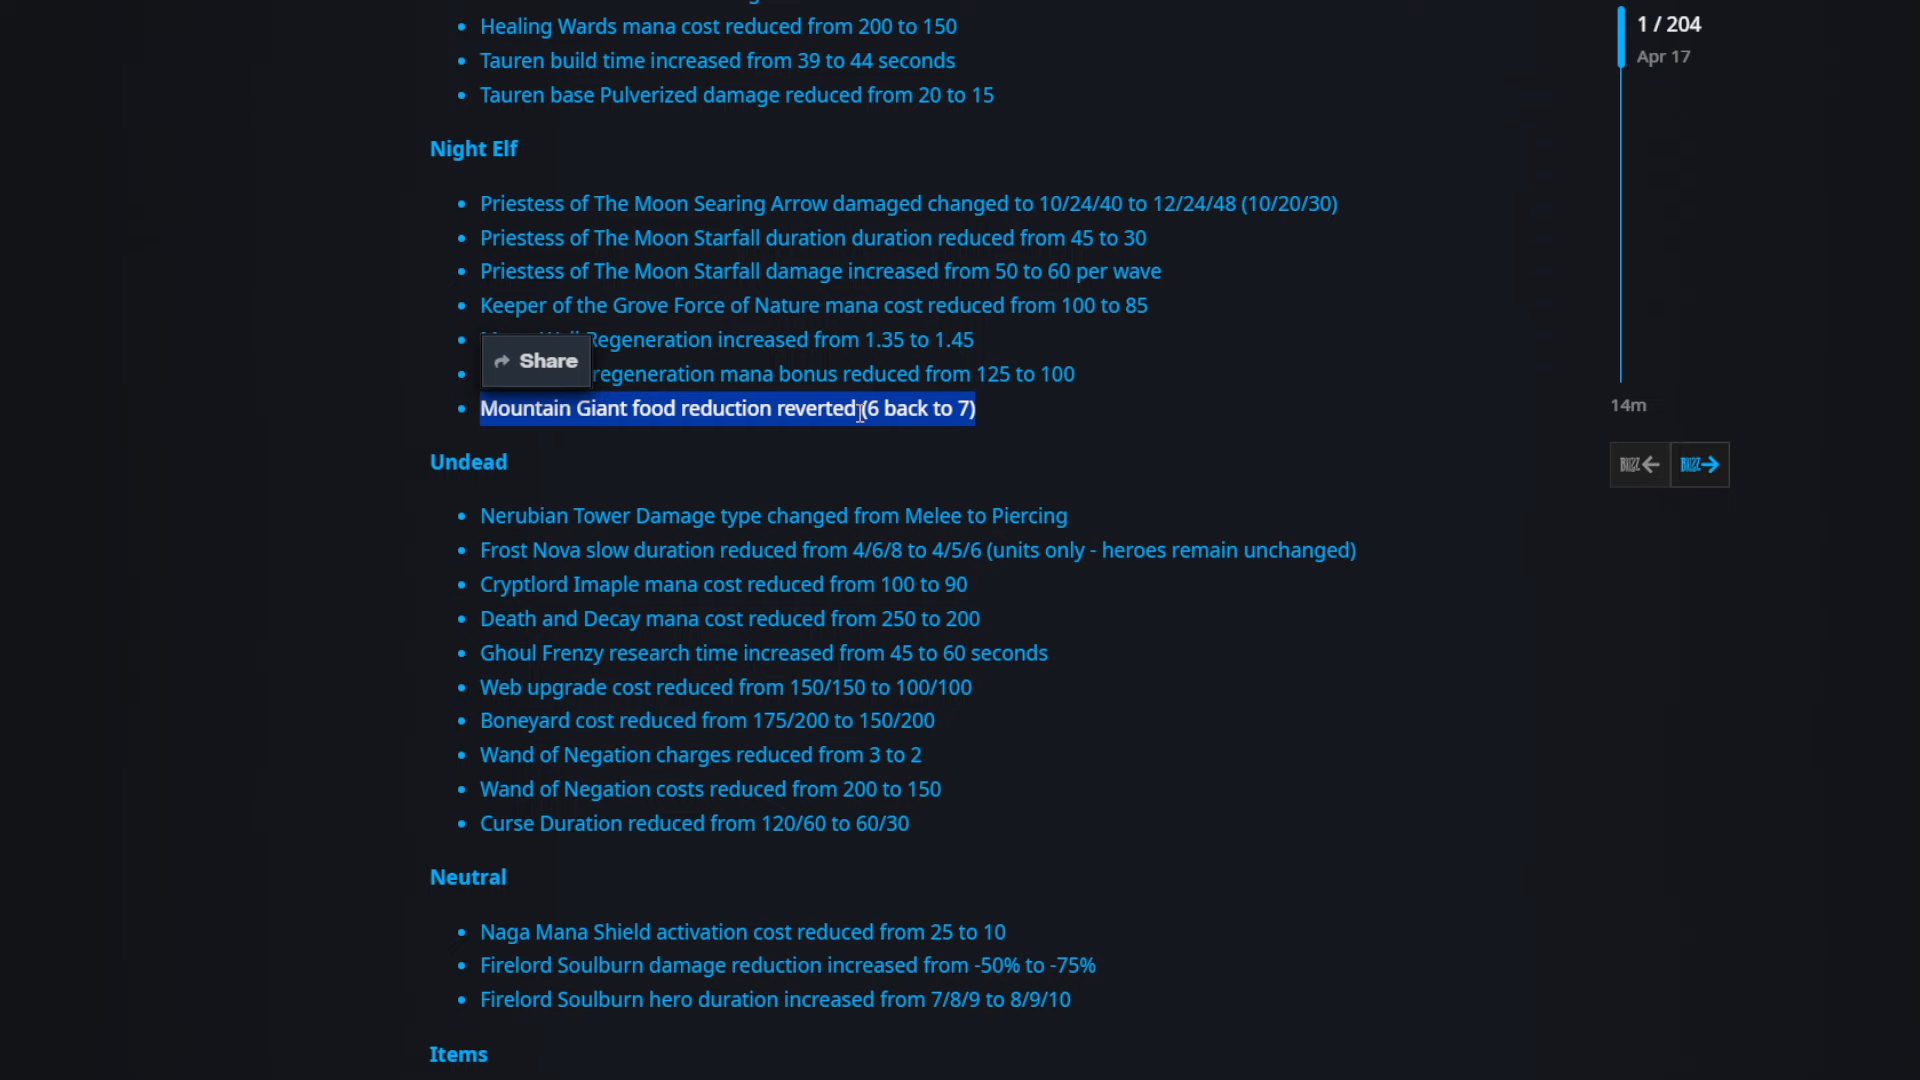 Healing Wards mana cost reduced from 200 to 150
Tauren build time increased from 39 to 44 seconds
Tauren base Pulverized damage reduced from 20 to 15
Night Elf
Priestess of The Moon Searing Arrow damaged changed to 10/24/40 to 12/24/48 (10/20/30)
Priestess of The Moon Starfall duration duration reduced from 45 to 30
Priestess of The Moon Starfall damage increased from 50 to 60 per wave
Keeper of the Grove Force of Nature mana cost reduced from 100 to 85
Regeneration increased from 1.35 to 1.45
Share
regeneration mana bonus reduced from 125 to 100
Mountain Giant food reduction reverted (6 back to 7)
Undead
Nerubian Tower Damage type changed from Melee to Piercing
Frost Nova slow duration reduced from 4/6/8 to 4/5/6 (units only - heroes remain unchanged)
Cryptlord Imaple mana cost reduced from 100 to 90
Death and Decay mana cost reduced from 250 to 200
Ghoul Frenzy research time increased from 45 to 60 seconds
Web upgrade cost reduced from 150/150 to 100/100
Boneyard cost reduced from 175/200 to 150/200
Wand of Negation charges reduced from 3 to 2
Wand of Negation costs reduced from 200 to 150
Curse Duration reduced from 120/60 to 60/30
Neutral
Naga Mana Shield activation cost reduced from 25 to 10
Firelord Soulburn damage reduction increased from -50% to -75%
Firelord Soulburn hero duration increased from 7/8/9 to 8/9/10
Items
1 / 204
Apr 17
14m
BLIZZ
BLIZZ